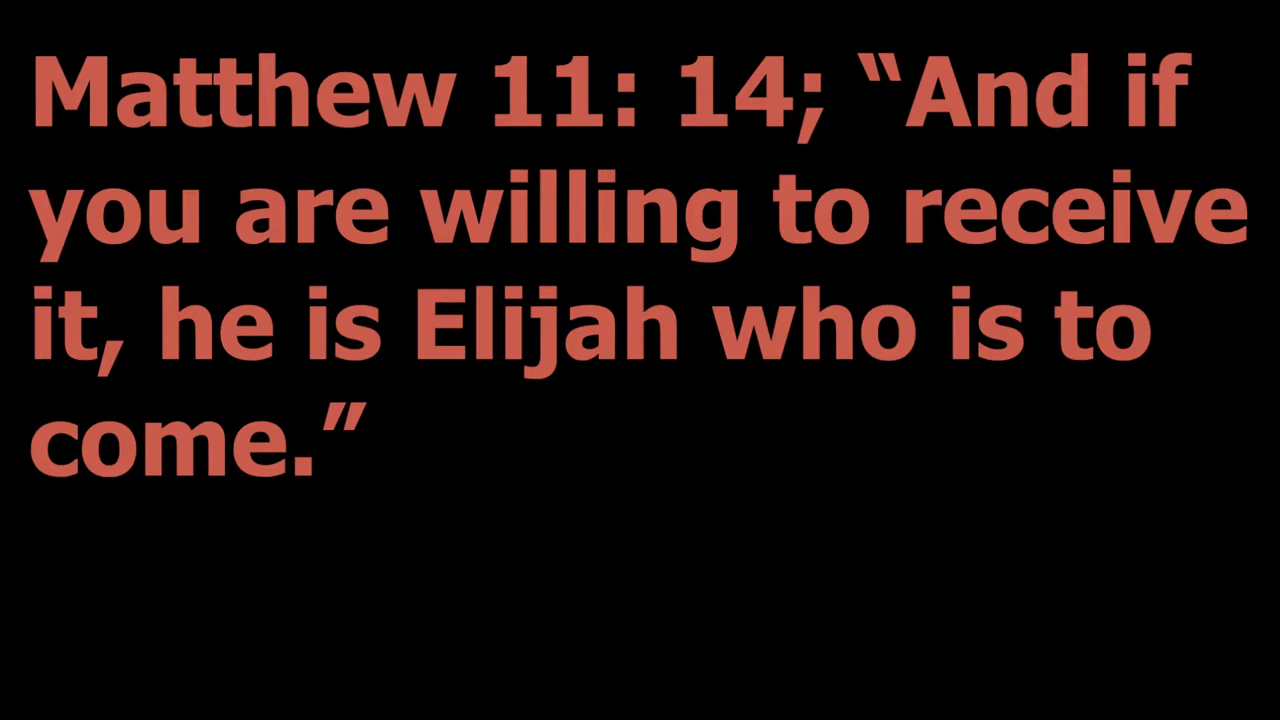 Matthew 11: 14; “And if
you are willing to receive
it, he is Elijah who is to
come.”